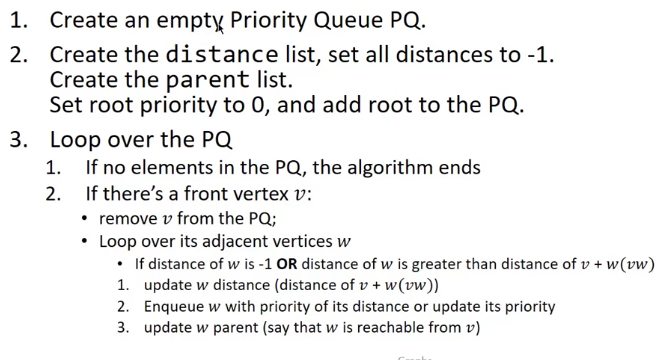 1. Create an empty Priority Queue PQ.
2. Create the distance list, set all distances to -1.
Create the parent list.
Set root priority to 0, and add root to the PQ.
3. Loop over the PQ
1. If no elements in the PQ, the algorithm ends
2. If there's a front vertex v:
• remove v from the PQ;
• Loop over its adjacent vertices w
• If distance of w is -1 OR distance of w is greater than distance of v + w(vw)
1. update w distance (distance of v + w(vw))
2. Enqueue w with priority of its distance or update its priority
3. update w parent (say that w is reachable from v)